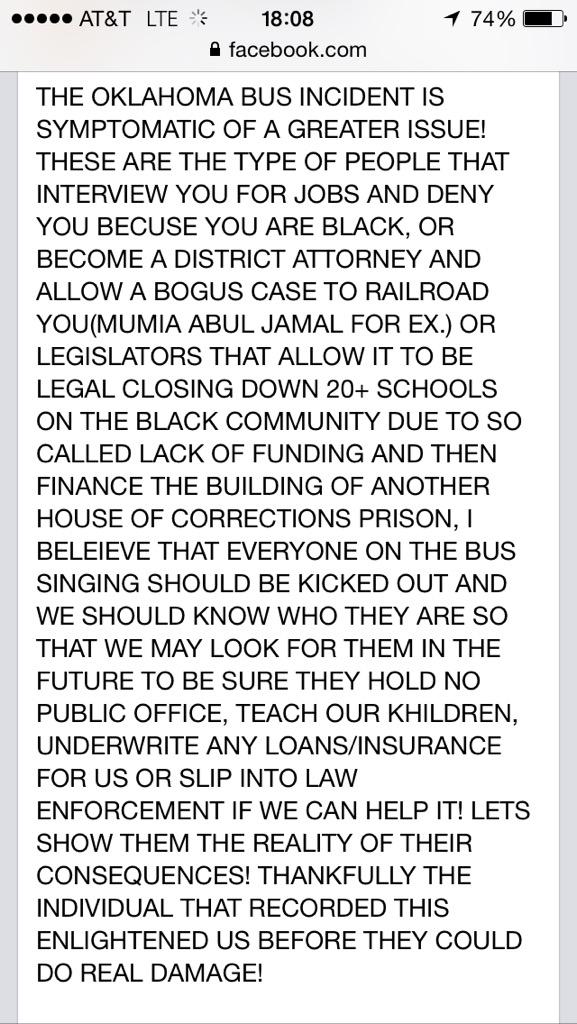 AT&T LTE 18:08 74%
facebook.com
THE OKLAHOMA BUS INCIDENT IS
SYMPTOMATIC OF A GREATER ISSUE!
THESE ARE THE TYPE OF PEOPLE THAT
INTERVIEW YOU FOR JOBS AND DENY
YOU BECUSE YOU ARE BLACK, OR
BECOME A DISTRICT ATTORNEY AND
ALLOW A BOGUS CASE TO RAILROAD
YOU(MUMIA ABUL JAMAL FOR EX.) OR
LEGISLATORS THAT ALLOW IT TO BE
LEGAL CLOSING DOWN 20+ SCHOOLS
ON THE BLACK COMMUNITY DUE TO SO
CALLED LACK OF FUNDING AND THEN
FINANCE THE BUILDING OF ANOTHER
HOUSE OF CORRECTIONS PRISON, I
BELEIEVE THAT EVERYONE ON THE BUS
SINGING SHOULD BE KICKED OUT AND
WE SHOULD KNOW WHO THEY ARE SO
THAT WE MAY LOOK FOR THEM IN THE
FUTURE TO BE SURE THEY HOLD NO
PUBLIC OFFICE, TEACH OUR KHILDREN,
UNDERWRITE ANY LOANS/INSURANCE
FOR US OR SLIP INTO LAW
ENFORCEMENT IF WE CAN HELP IT! LETS
SHOW THEM THE REALITY OF THEIR
CONSEQUENCES! THANKFULLY THE
INDIVIDUAL THAT RECORDED THIS
ENLIGHTENED US BEFORE THEY COULD
DO REAL DAMAGE!